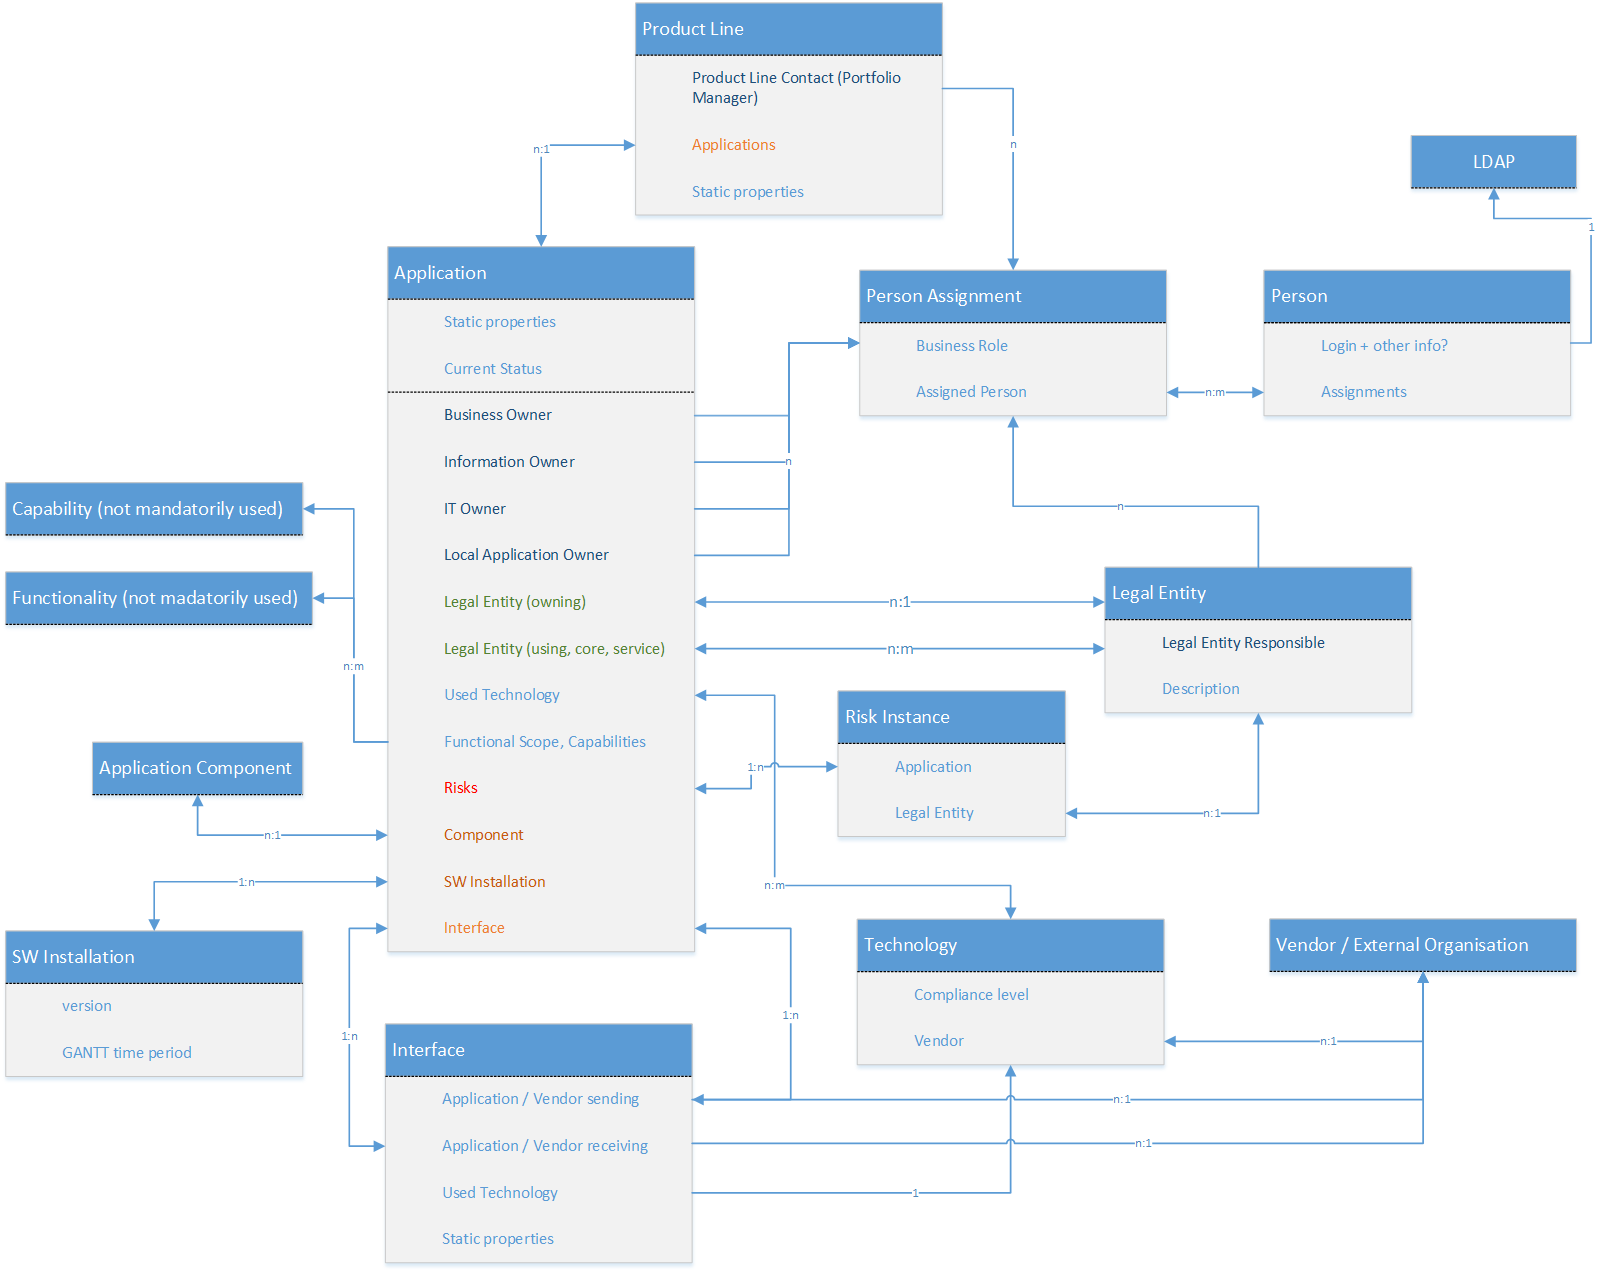 Product Line
Product Line Contact (Portfolio
Manager)
Applications
Static properties
n:1
n
LDAP
1
Application
Static properties
Current Status
Business Owner
Information Owner
IT Owner
Local Application Owner
Legal Entity (owning)
Legal Entity (using, core, service)
Used Technology
Functional Scope, Capabilities
Risks
Component
SW Installation
Interface
Person Assignment
Business Role
Assigned Person
n:m
Person
Login + other info?
Assignments
n
n
Capability (not mandatorily used)
Functionality (not madatorily used)
n:m
n:1
n:m
Legal Entity
Legal Entity Responsible
Description
Risk Instance
Application
Legal Entity
1:n
n:1
Application Component
n:1
1:n
SW Installation
version
GANTT time period
n:m
Technology
Compliance level
Vendor
Vendor / External Organisation
n:1
1:n
1:n
Interface
Application / Vendor sending
Application / Vendor receiving
Used Technology
Static properties
n:1
n:1
1